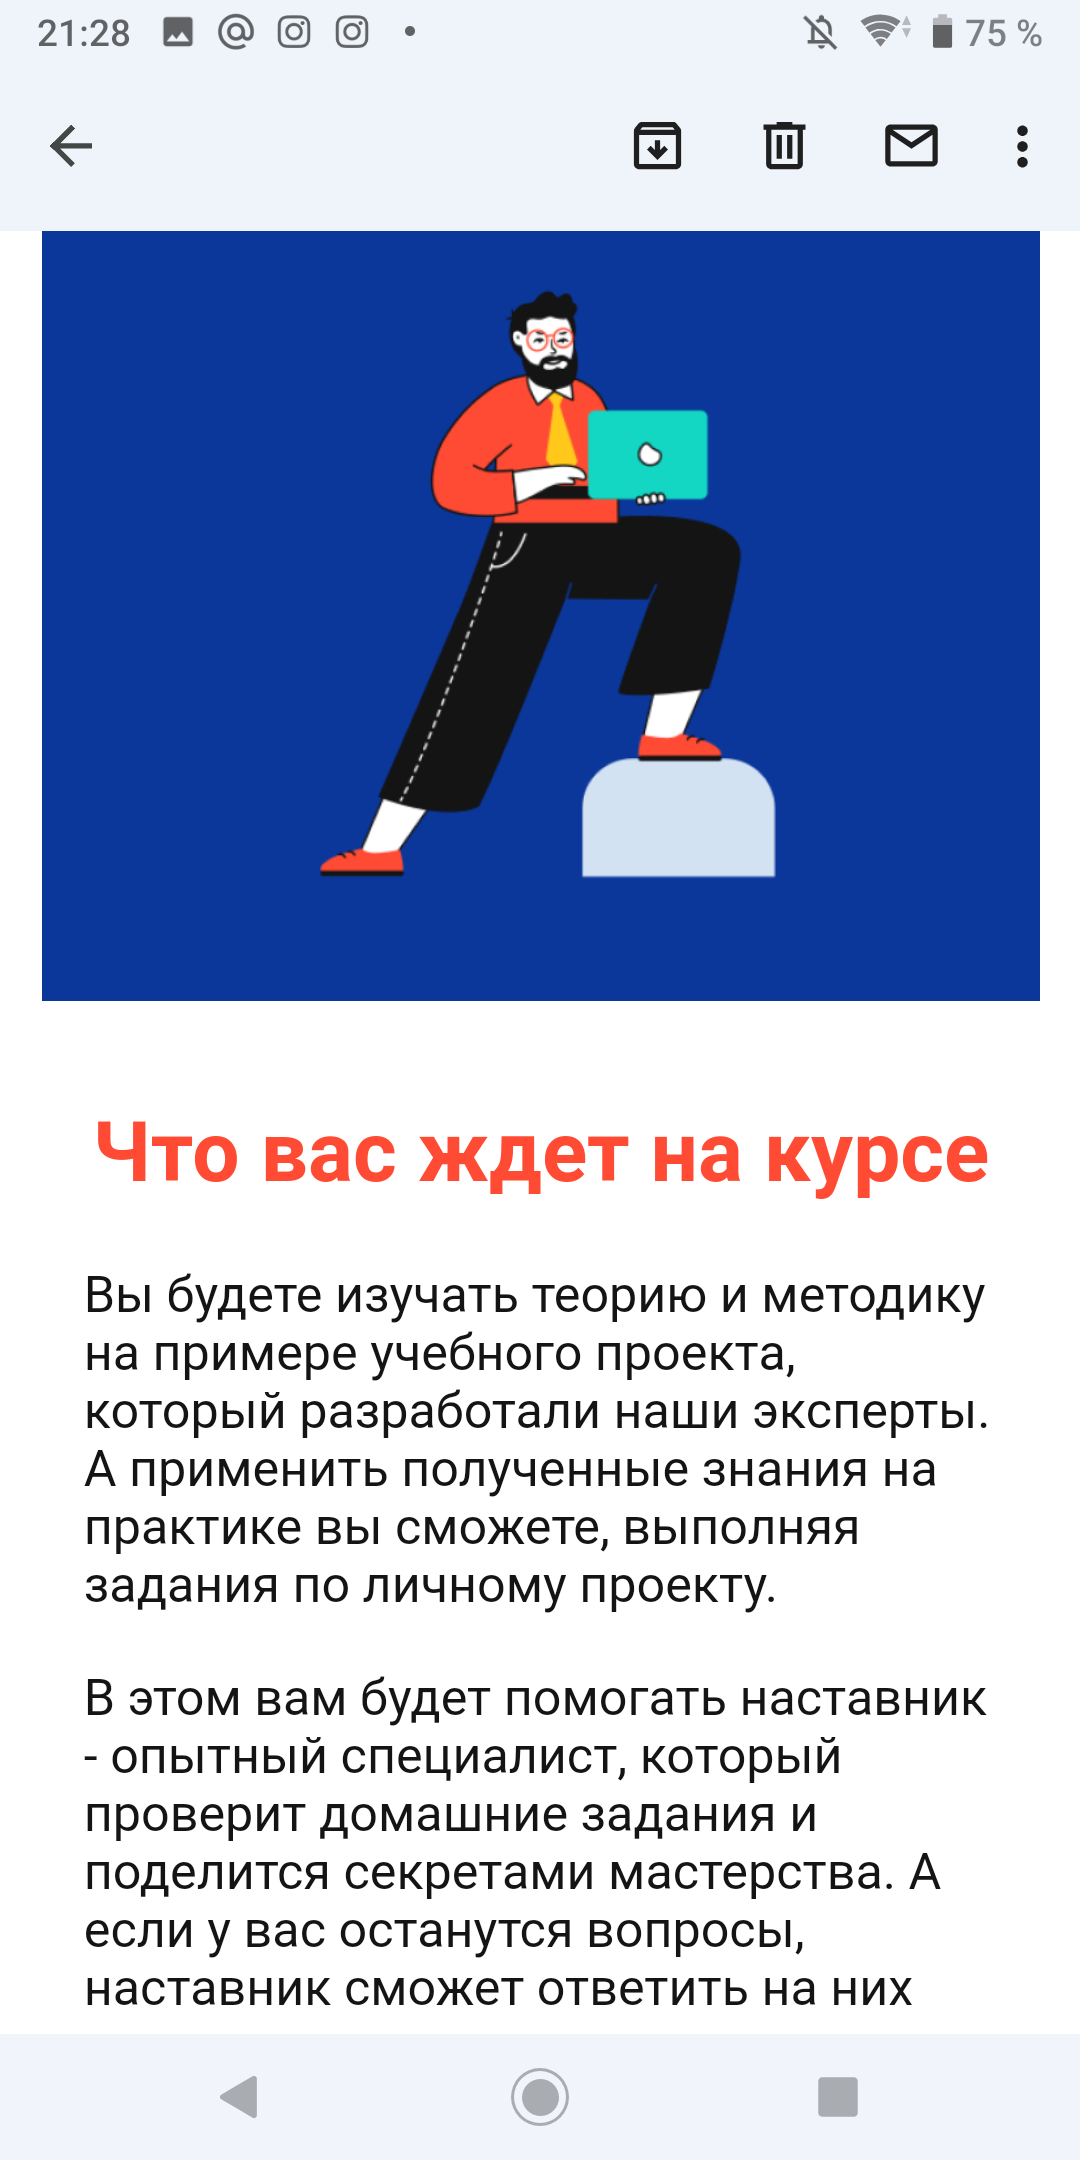 21:28
75 %
Что вас ждет на курсе
Вы будете изучать теорию и методику
на примере учебного проекта,
который разработали наши эксперты.
А применить полученные знания на
практике вы сможете, выполняя
задания по личному проекту.
В этом вам будет помогать наставник
- опытный специалист, который
проверит домашние задания и
поделится секретами мастерства. А
если у вас останутся вопросы,
наставник сможет ответить на них